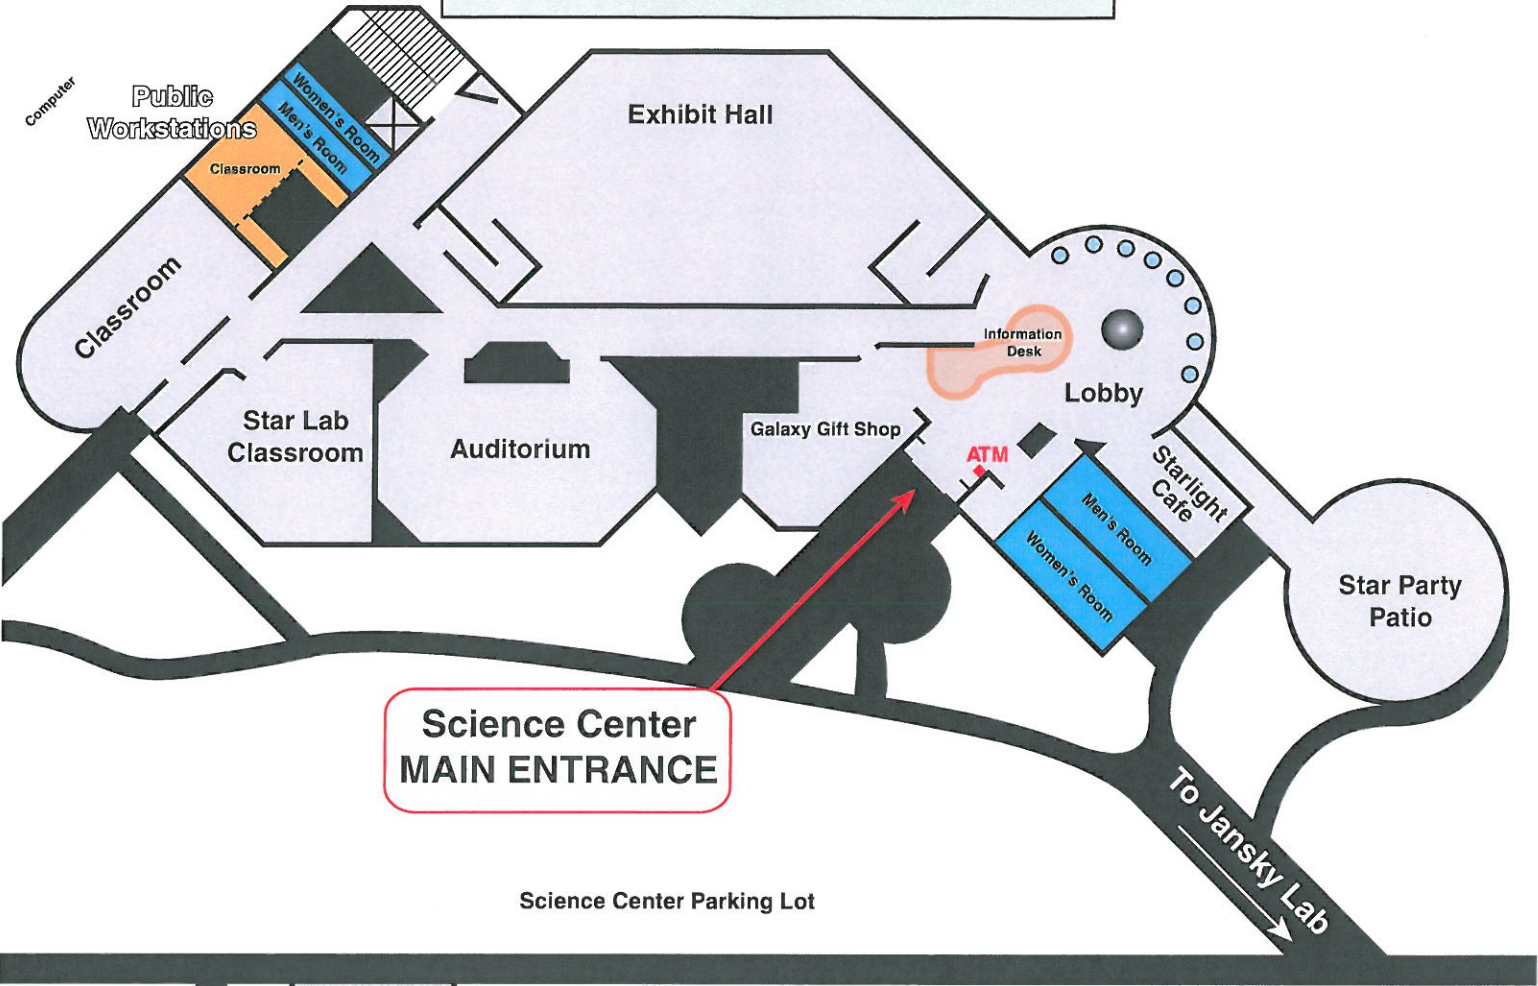 Computer
Public
Workstations
Women's Room
Men's Room
Classroom
Classroom
Exhibit Hall
Information
Desk
Lobby
Star Lab
Classroom
Auditorium
Galaxy Gift Shop
ATM
Starlight
Cafe
Men's Room
Women's Room
Star Party
Patio
Science Center
MAIN ENTRANCE
To Jansky Lab
Science Center Parking Lot